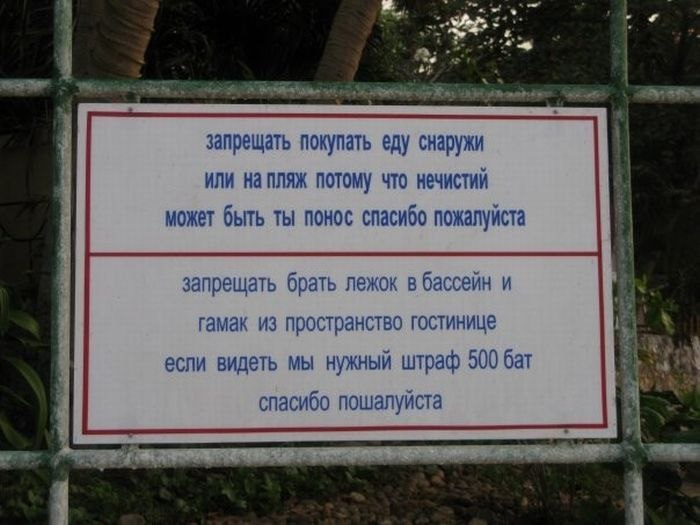 запрещать покупать еду снаружи
или на пляж потому что нечистий
может быть ты понос спасибо пожалуйста
запрещать брать лежок в бассейн и
гамак из пространство гостинице
если видеть мы нужный штраф 500 бат
спасибо пошалуйста